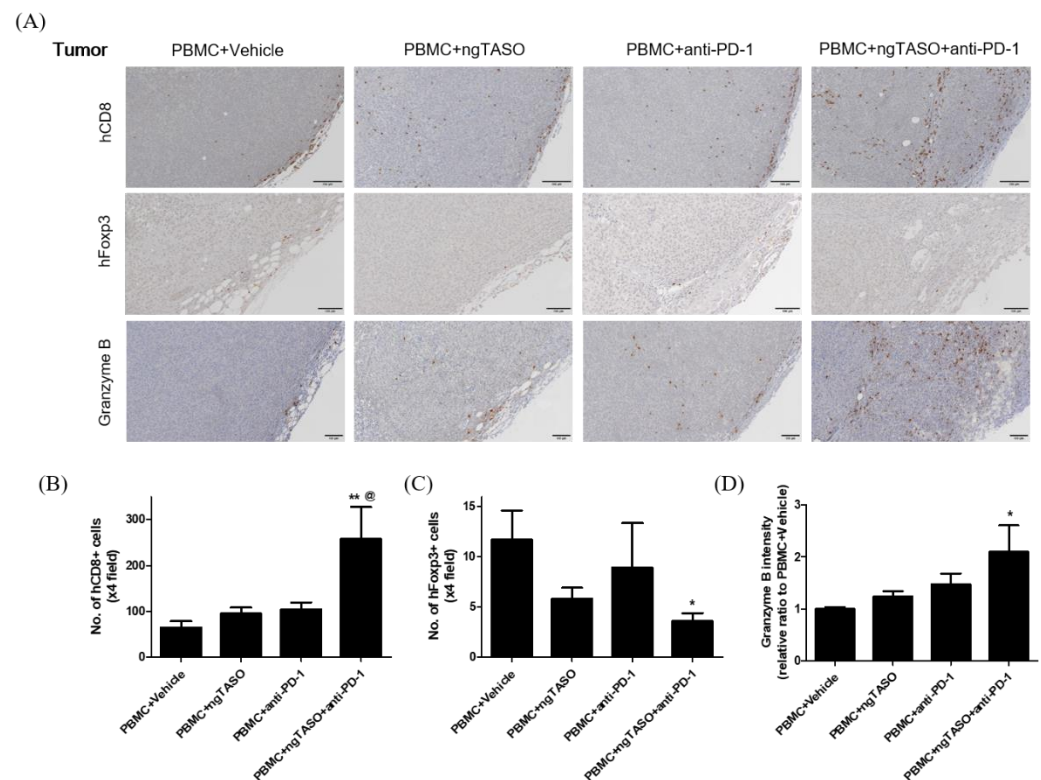 (A)
Tumor
PBMC+Vehicle
PBMC+ngTASO
PBMC+anti-PD-1
PBMC+ngTASO+anti-PD-1
hCD8
hFoxp3
Granzyme B
(B)
No. of hCD8+ cells
(x4 field)
300
200
100
0
** @
PBMC+Vehicle
PBMC+ngTASO
PBMC+anti-PD-1
PBMC+ngTASO+anti-PD-1
(C)
No. of hFoxp3+ cells
(x4 field)
15
10
5
0
*
PBMC+Vehicle
PBMC+ngTASO
PBMC+anti-PD-1
PBMC+ngTASO+anti-PD-1
(D)
Granzyme B intensity
(relative ratio to PBMC+Vehicle)
3
2
1
0
*
PBMC+Vehicle
PBMC+ngTASO
PBMC+anti-PD-1
PBMC+ngTASO+anti-PD-1